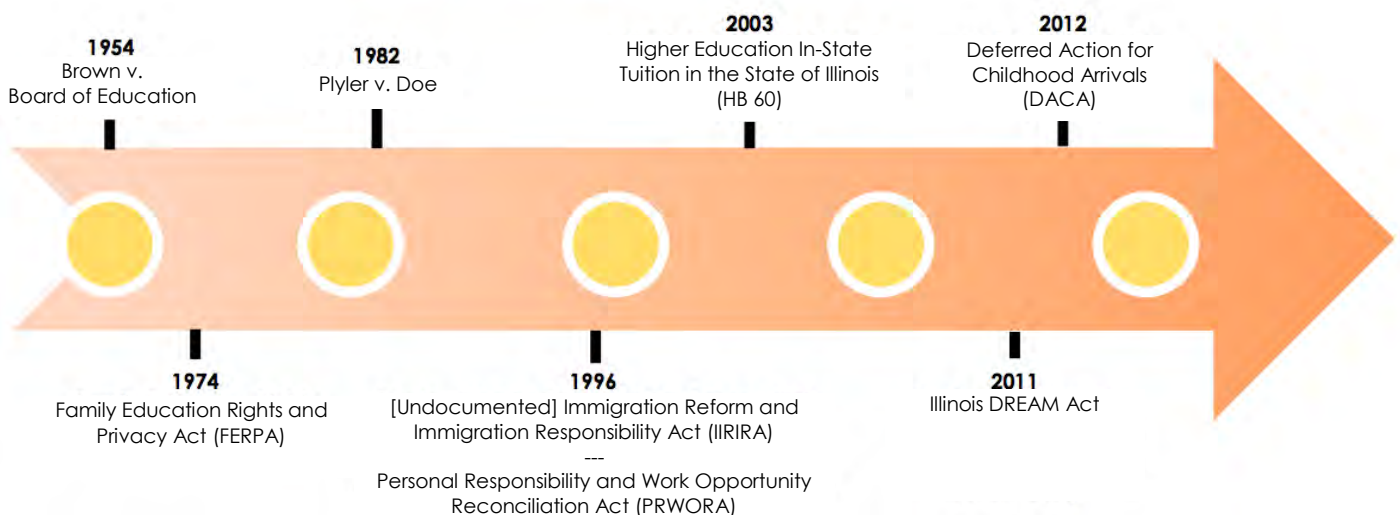 1954
Brown v.
Board of Education
1982
Plyler v. Doe
2003
Higher Education In-State
Tuition in the State of Illinois
(HB 60)
2012
Deferred Action for
Childhood Arrivals
(DACA)
1974
Family Education Rights and
Privacy Act (FERPA)
1996
[Undocumented] Immigration Reform and
Immigration Responsibility Act (IIRIRA)
---
Personal Responsibility and Work Opportunity
Reconciliation Act (PRWORA)
2011
Illinois DREAM Act